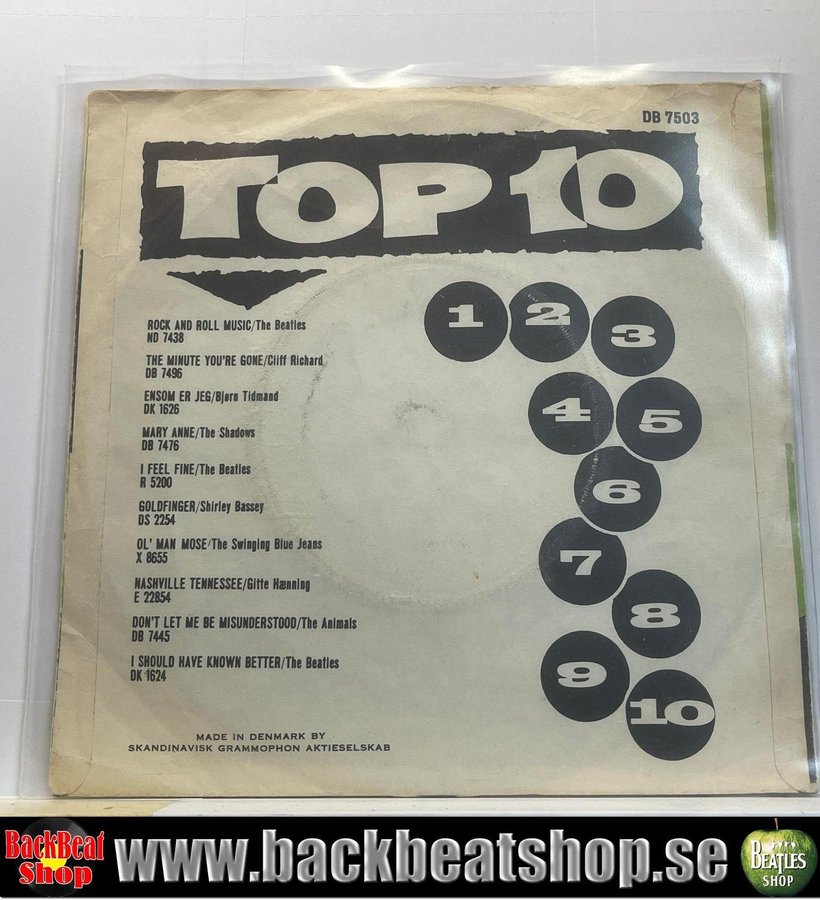 DB 7503
TOP 10
ROCK AND ROLL MUSIC/The Beatles
ND 7438
THE MINUTE YOU'RE GONE/Cliff Richard
DB 7496
ENSOM ER JEG/Bjørn Tidmand
DK 1626
MARY ANNE/The Shadows
DB 7476
I FEEL FINE/The Beatles
R 5200
GOLDFINGER/Shirley Bassey
DS 2254
OL' MAN MOSE/The Swinging Blue Jeans
X 8655
NASHVILLE TENNESSEE/Gitte Hænning
E 22854
DON'T LET ME BE MISUNDERSTOOD/The Animals
DB 7445
I SHOULD HAVE KNOWN BETTER/The Beatles
DK 1624
1 2 3
4 5
6
7
8
9
10
MADE IN DENMARK BY
SKANDINAVISK GRAMMOPHON AKTIESELSKAB
BackBeat
Shop
www.backbeatshop.se
BEATLES
SHOP